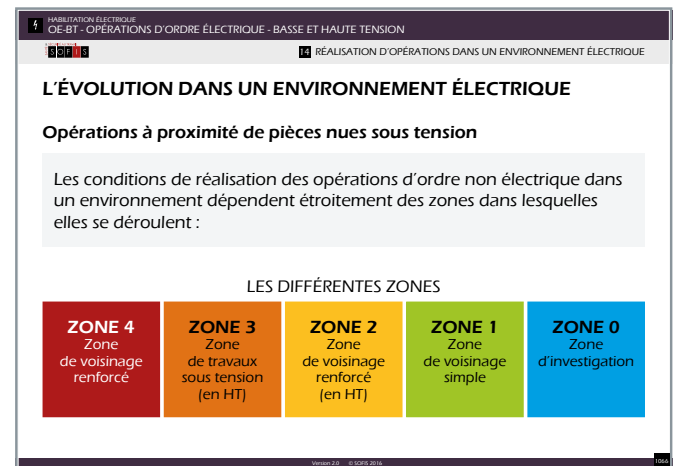 HABILITATION ÉLECTRIQUE
OE-BT - OPÉRATIONS D'ORDRE ÉLECTRIQUE - BASSE ET HAUTE TENSION
SOFIS
14 RÉALISATION D'OPÉRATIONS DANS UN ENVIRONNEMENT ÉLECTRIQUE
L'ÉVOLUTION DANS UN ENVIRONNEMENT ÉLECTRIQUE
Opérations à proximité de pièces nues sous tension
Les conditions de réalisation des opérations d'ordre non électrique dans
un environnement dépendent étroitement des zones dans lesquelles
elles se déroulent :
LES DIFFÉRENTES ZONES
ZONE 4
Zone
de voisinage
renforcé
ZONE 3
Zone
de travaux
sous tension
(en HT)
ZONE 2
Zone
de voisinage
renforcé
(en HT)
ZONE 1
Zone
de voisinage
simple
ZONE 0
Zone
d'investigation
Version 2.0 © SOFIS 2016
1066